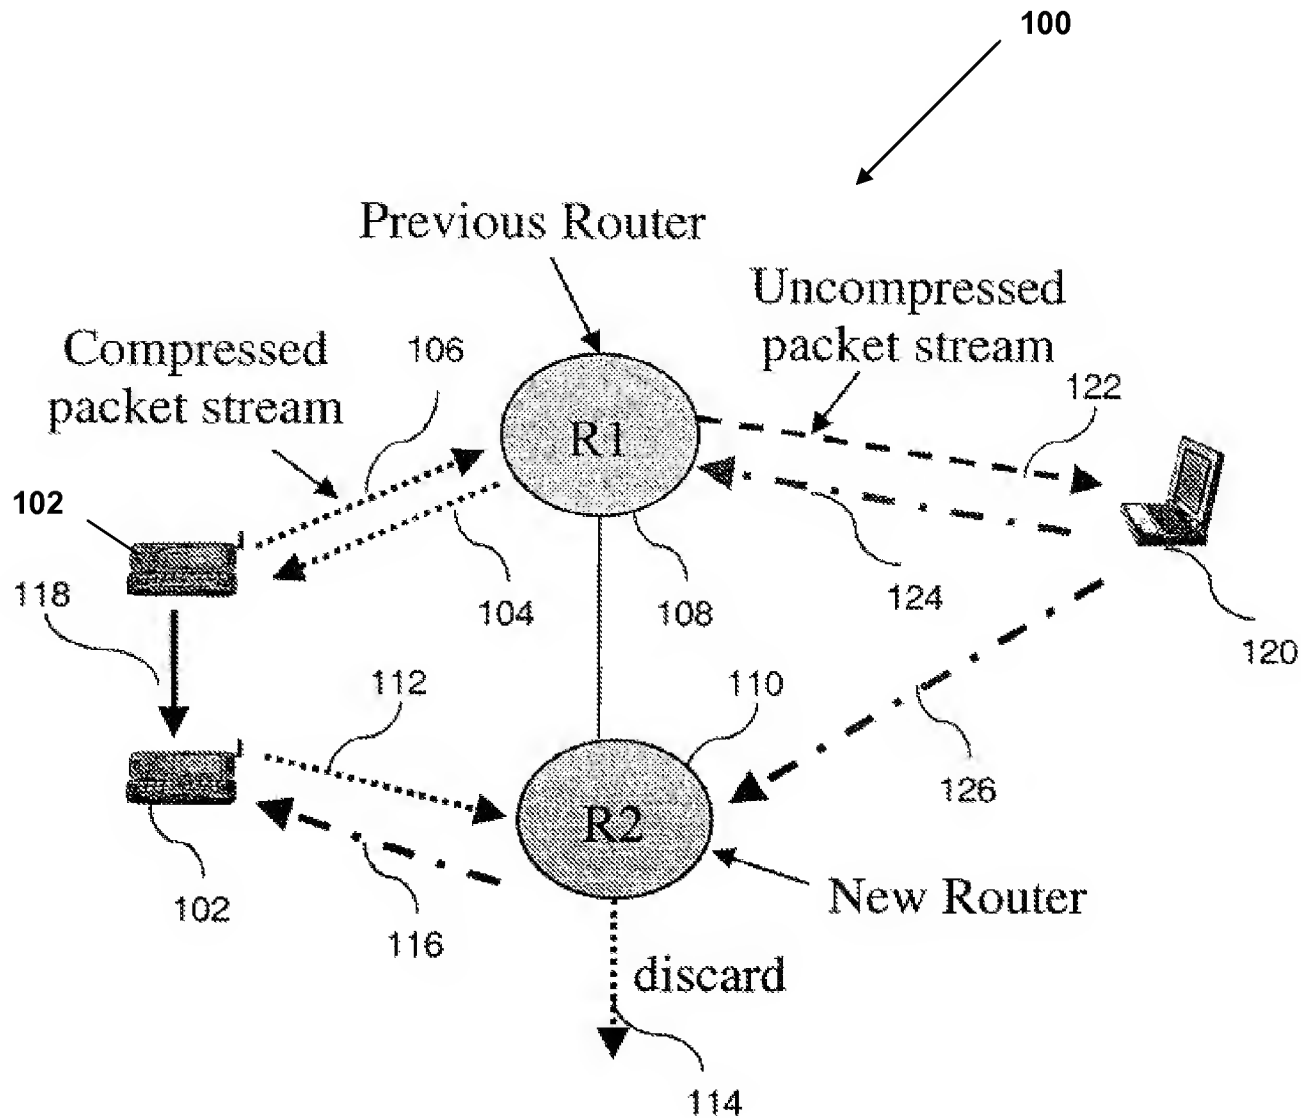 100
Previous Router
Uncompressed
packet stream
Compressed
packet stream
106
122
R1
102
118
104
108
124
120
112
110
126
R2
102
116
New Router
discard
114